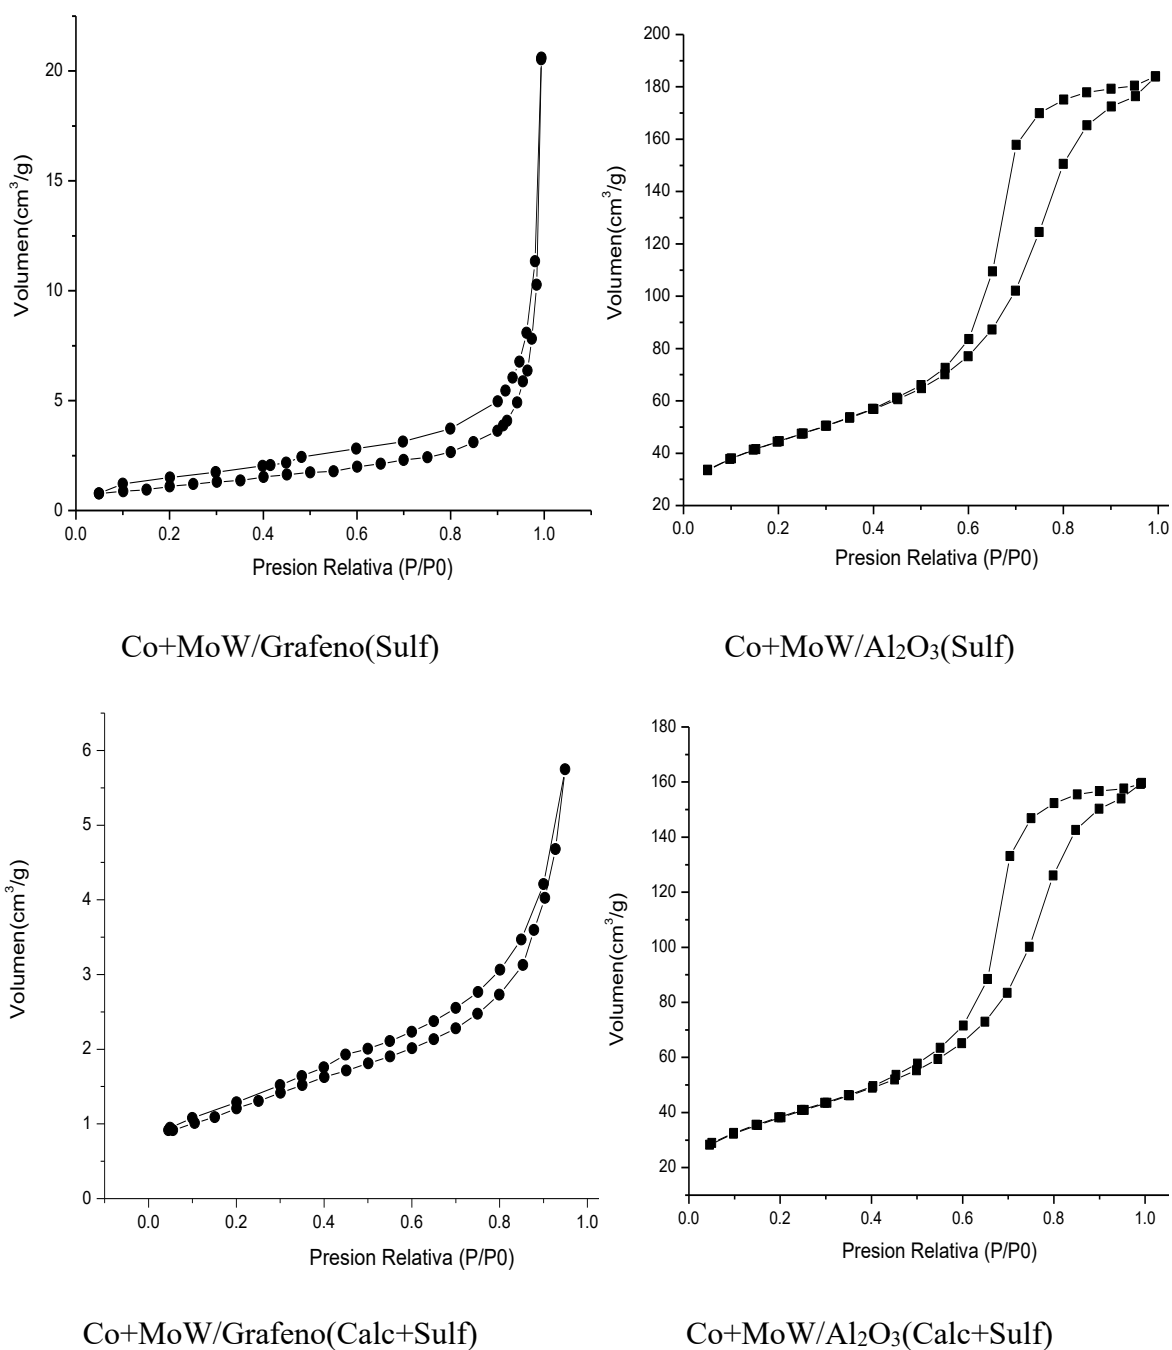 20
15
10
5
0
Volumen(cm³/g)
0.0 0.2 0.4 0.6 0.8 1.0
Presion Relativa (P/P0)
Co+MoW/Grafeno(Sulf)
200
180
160
140
120
100
80
60
40
20
Volumen(cm³/g)
0.0 0.2 0.4 0.6 0.8 1.0
Presion Relativa (P/P0)
Co+MoW/Al₂O₃(Sulf)
6
5
4
3
2
1
0
Volumen(cm³/g)
0.0 0.2 0.4 0.6 0.8 1.0
Presion Relativa (P/P0)
Co+MoW/Grafeno(Calc+Sulf)
180
160
140
120
100
80
60
40
20
Volumen(cm³/g)
0.0 0.2 0.4 0.6 0.8 1.0
Presion Relativa (P/P0)
Co+MoW/Al₂O₃(Calc+Sulf)